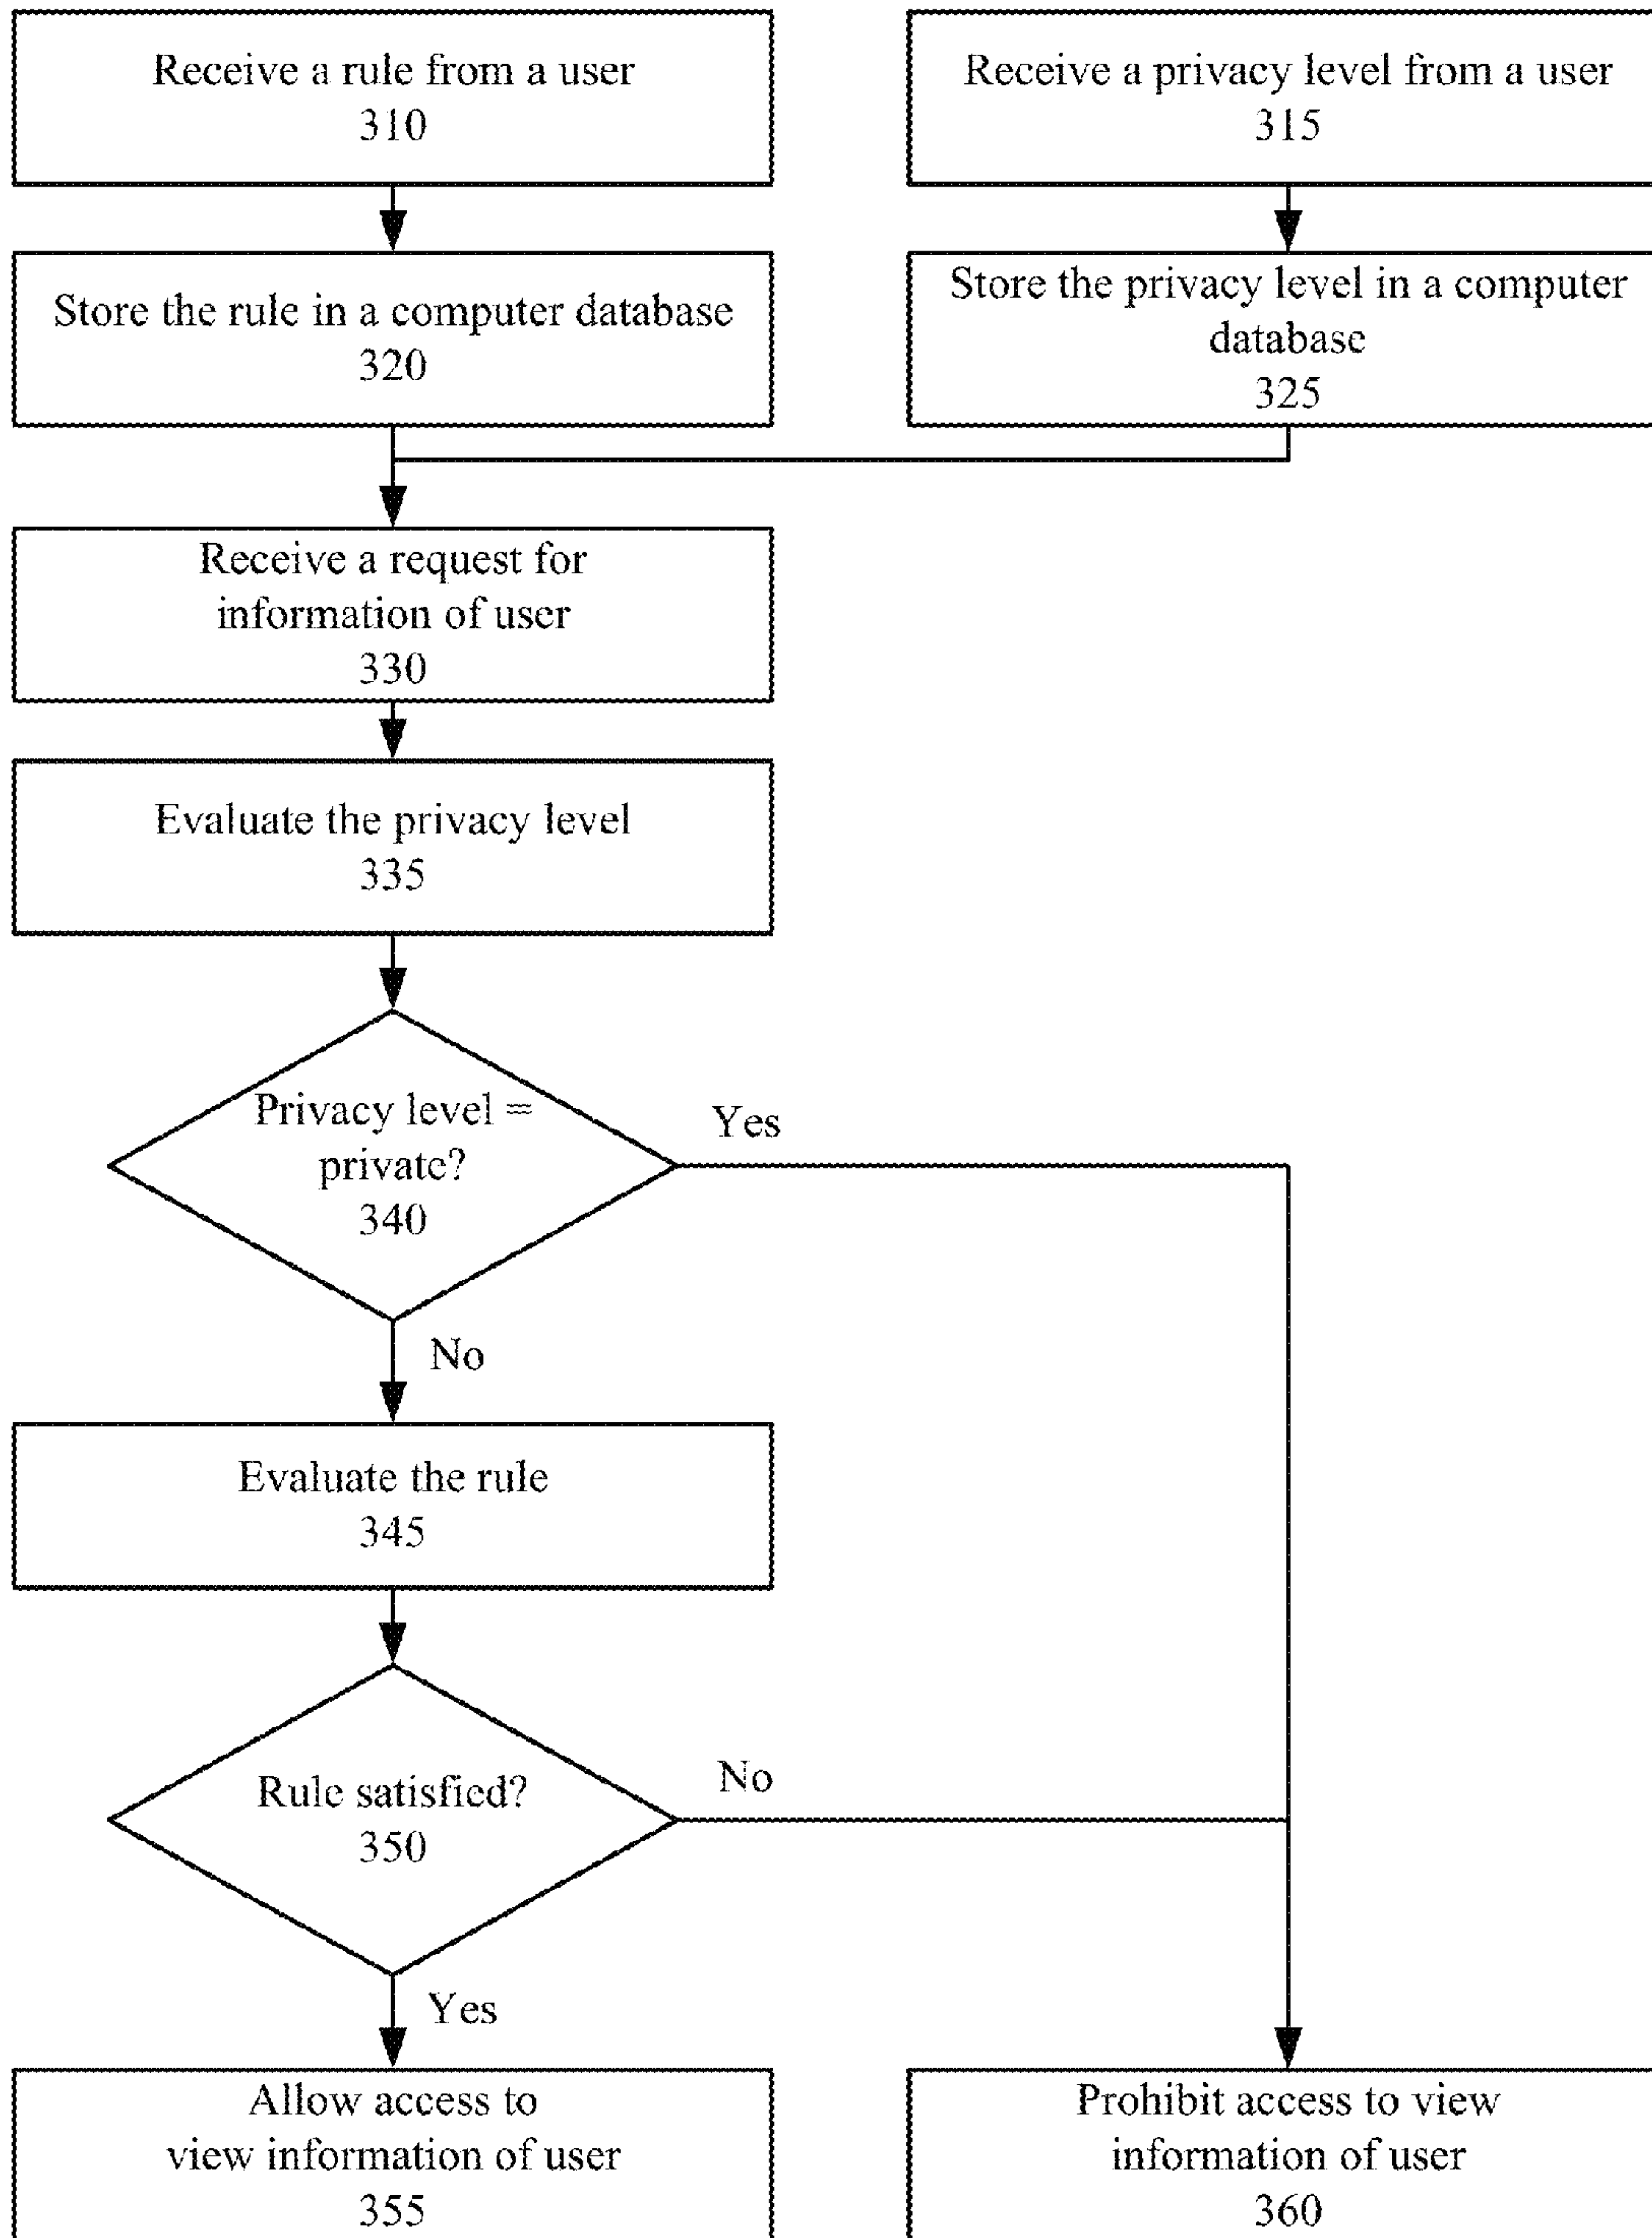 Receive a rule from a user
310
Receive a privacy level from a user
315
Store the rule in a computer database
320
Store the privacy level in a computer
database
325
Receive a request for
information of user
330
Evaluate the privacy level
335
Privacy level =
private?
340
Yes
No
Evaluate the rule
345
Rule satisfied?
350
No
Yes
Allow access to
view information of user
355
Prohibit access to view
information of user
360